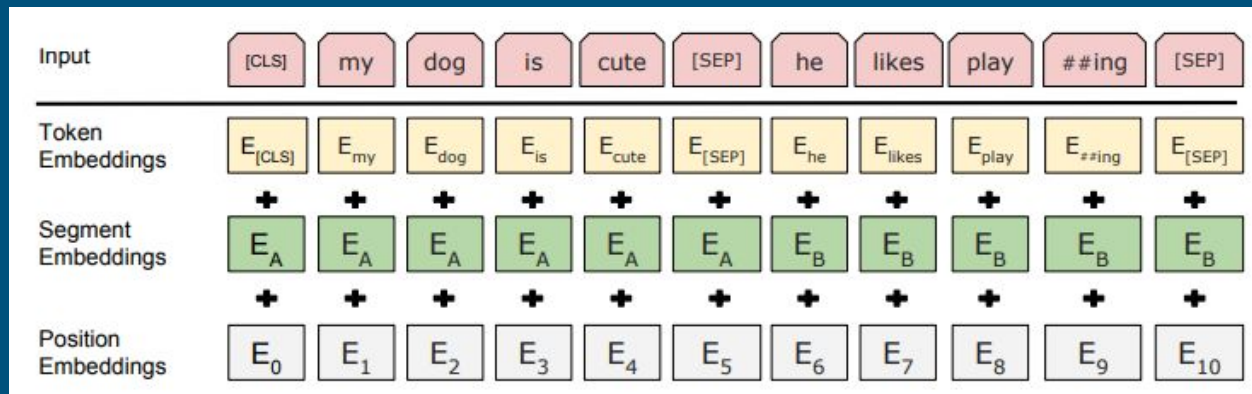 Input [CLS] my dog is cute [SEP] he likes play ##ing [SEP]
Token Embeddings E[CLS] Emy Edog Eis Ecute E[SEP] Ehe Elikes Eplay E##ing E[SEP]
+ + + + + + + + + + +
Segment Embeddings EA EA EA EA EA EA EB EB EB EB EB
+ + + + + + + + + + +
Position Embeddings E0 E1 E2 E3 E4 E5 E6 E7 E8 E9 E10